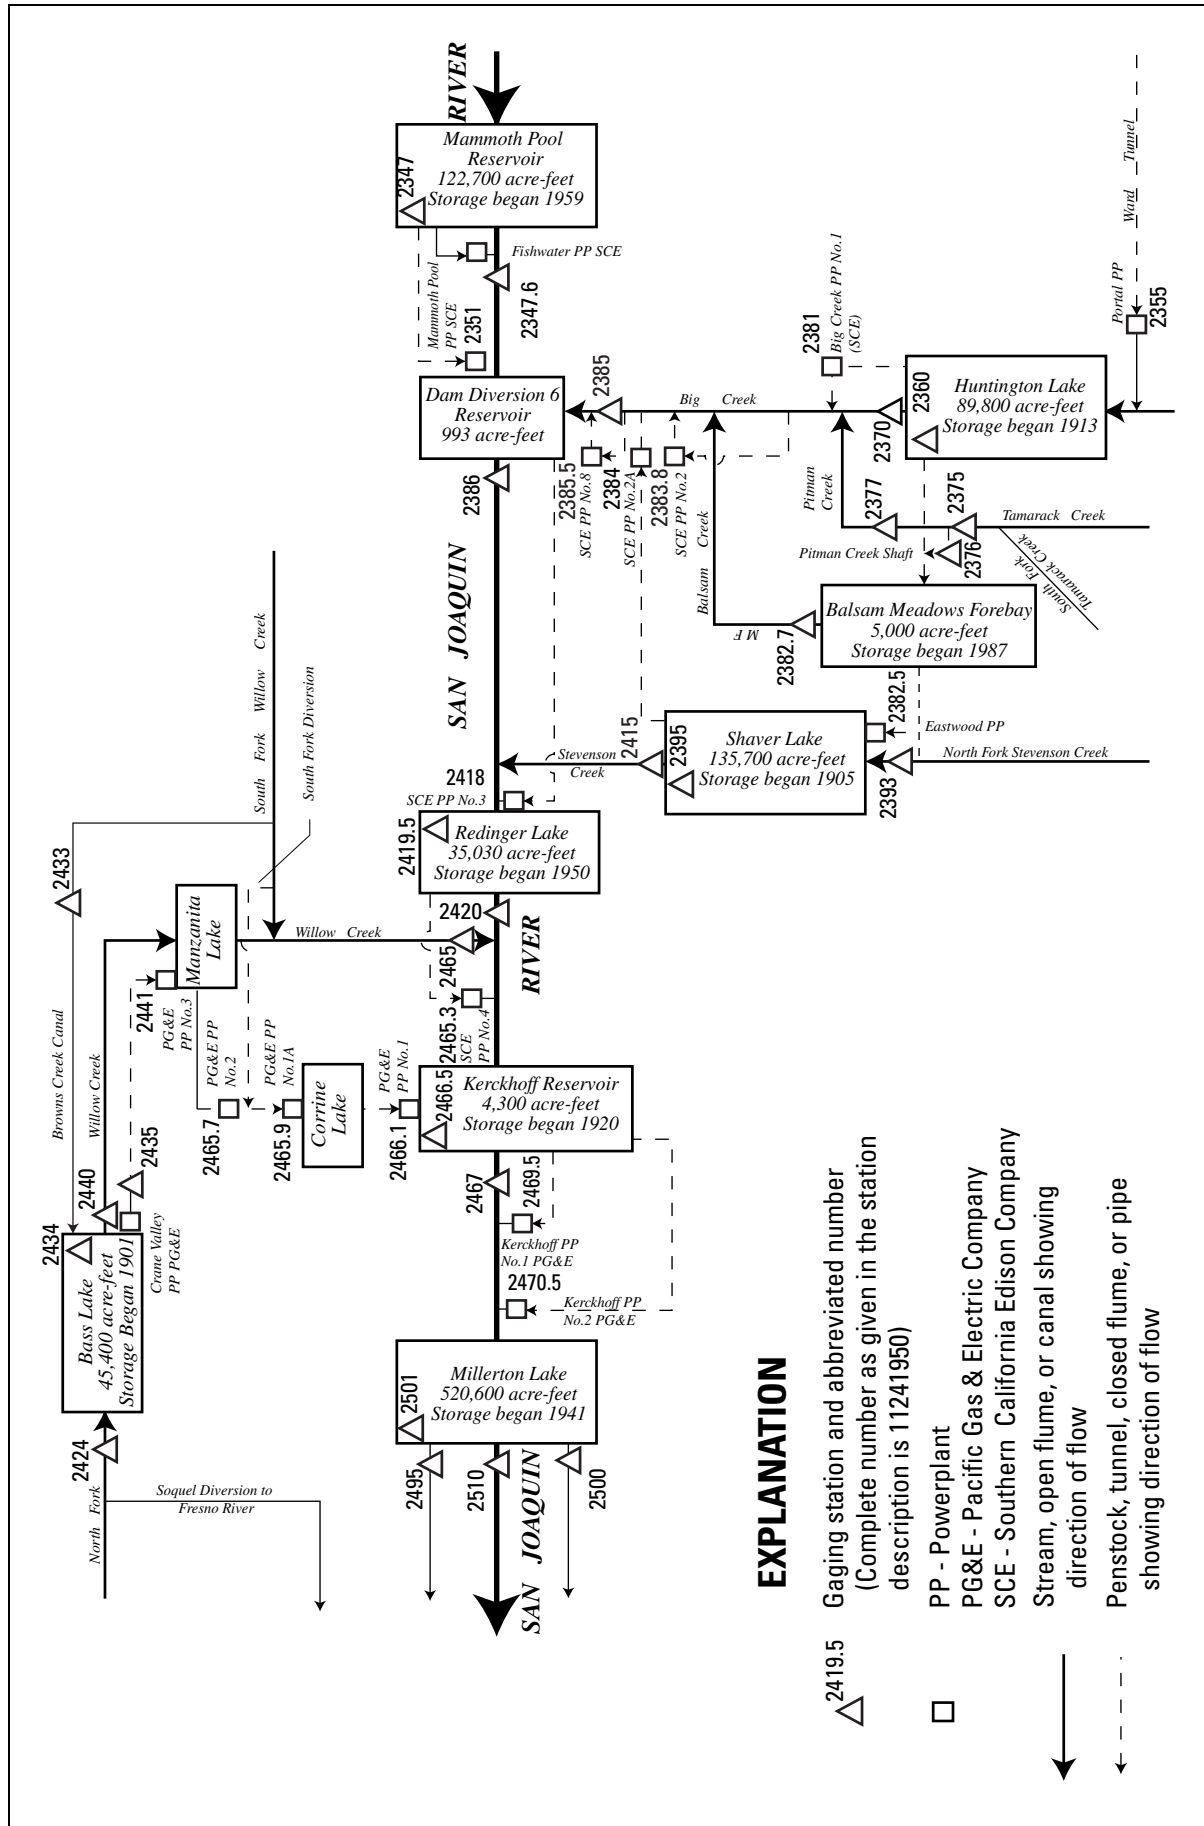 RIVER
Mammoth Pool
Reservoir
122,700 acre-feet
Storage began 1959
2347
Fishwater PP SCE
Mammoth Pool
PP SCE
2351
2347.6
Dam Diversion 6
Reservoir
993 acre-feet
2385
2386
Big Creek
2381
Big Creek PP No.1
(SCE)
Ward Tunnel
Portal PP
2355
2360
Huntington Lake
89,800 acre-feet
Storage began 1913
2370
2385.5
SCE PP No.8
2384
SCE PP No.2A
2383.8
SCE PP No.2
Balsam Creek
M F
Pitman
Creek
2377
2375
Tamarack Creek
Pitman Creek Shaft
2376
South Fork
Tamarack Creek
Balsam Meadows Forebay
5,000 acre-feet
Storage began 1987
2382.7
2382.5
Eastwood PP
SAN JOAQUIN
2415
2395
Shaver Lake
135,700 acre-feet
Storage began 1905
Stevenson
Creek
2393
North Fork Stevenson Creek
2418
SCE PP No.3
2419.5
Redinger Lake
35,030 acre-feet
Storage began 1950
2420
RIVER
South Fork Willow Creek
South Fork Diversion
2433
Browns Creek Canal
Willow Creek
Manzanita
Lake
Willow Creek
2465
2441
PG&E
PP No.3
PG&E PP
No.2
2465.7
PG&E PP
No.1A
2465.9
Corrine
Lake
PG&E
PP No.1
2466.1
2465.3
SCE
PP No.4
2466.5
Kerckhoff Reservoir
4,300 acre-feet
Storage began 1920
2435
2440
2434
Crane Valley
PP PG&E
Bass Lake
45,400 acre-feet
Storage Began 1901
2424
North Fork
Soquel Diversion to
Fresno River
2467
2469.5
Kerckhoff PP
No.1 PG&E
2470.5
Kerckhoff PP
No.2 PG&E
Millerton Lake
520,600 acre-feet
Storage began 1941
2501
2495
2510
2500
SAN JOAQUIN
EXPLANATION
2419.5
Gaging station and abbreviated number
(Complete number as given in the station
description is 11241950)
PP - Powerplant
PG&E - Pacific Gas & Electric Company
SCE - Southern California Edison Company
Stream, open flume, or canal showing
direction of flow
Penstock, tunnel, closed flume, or pipe
showing direction of flow